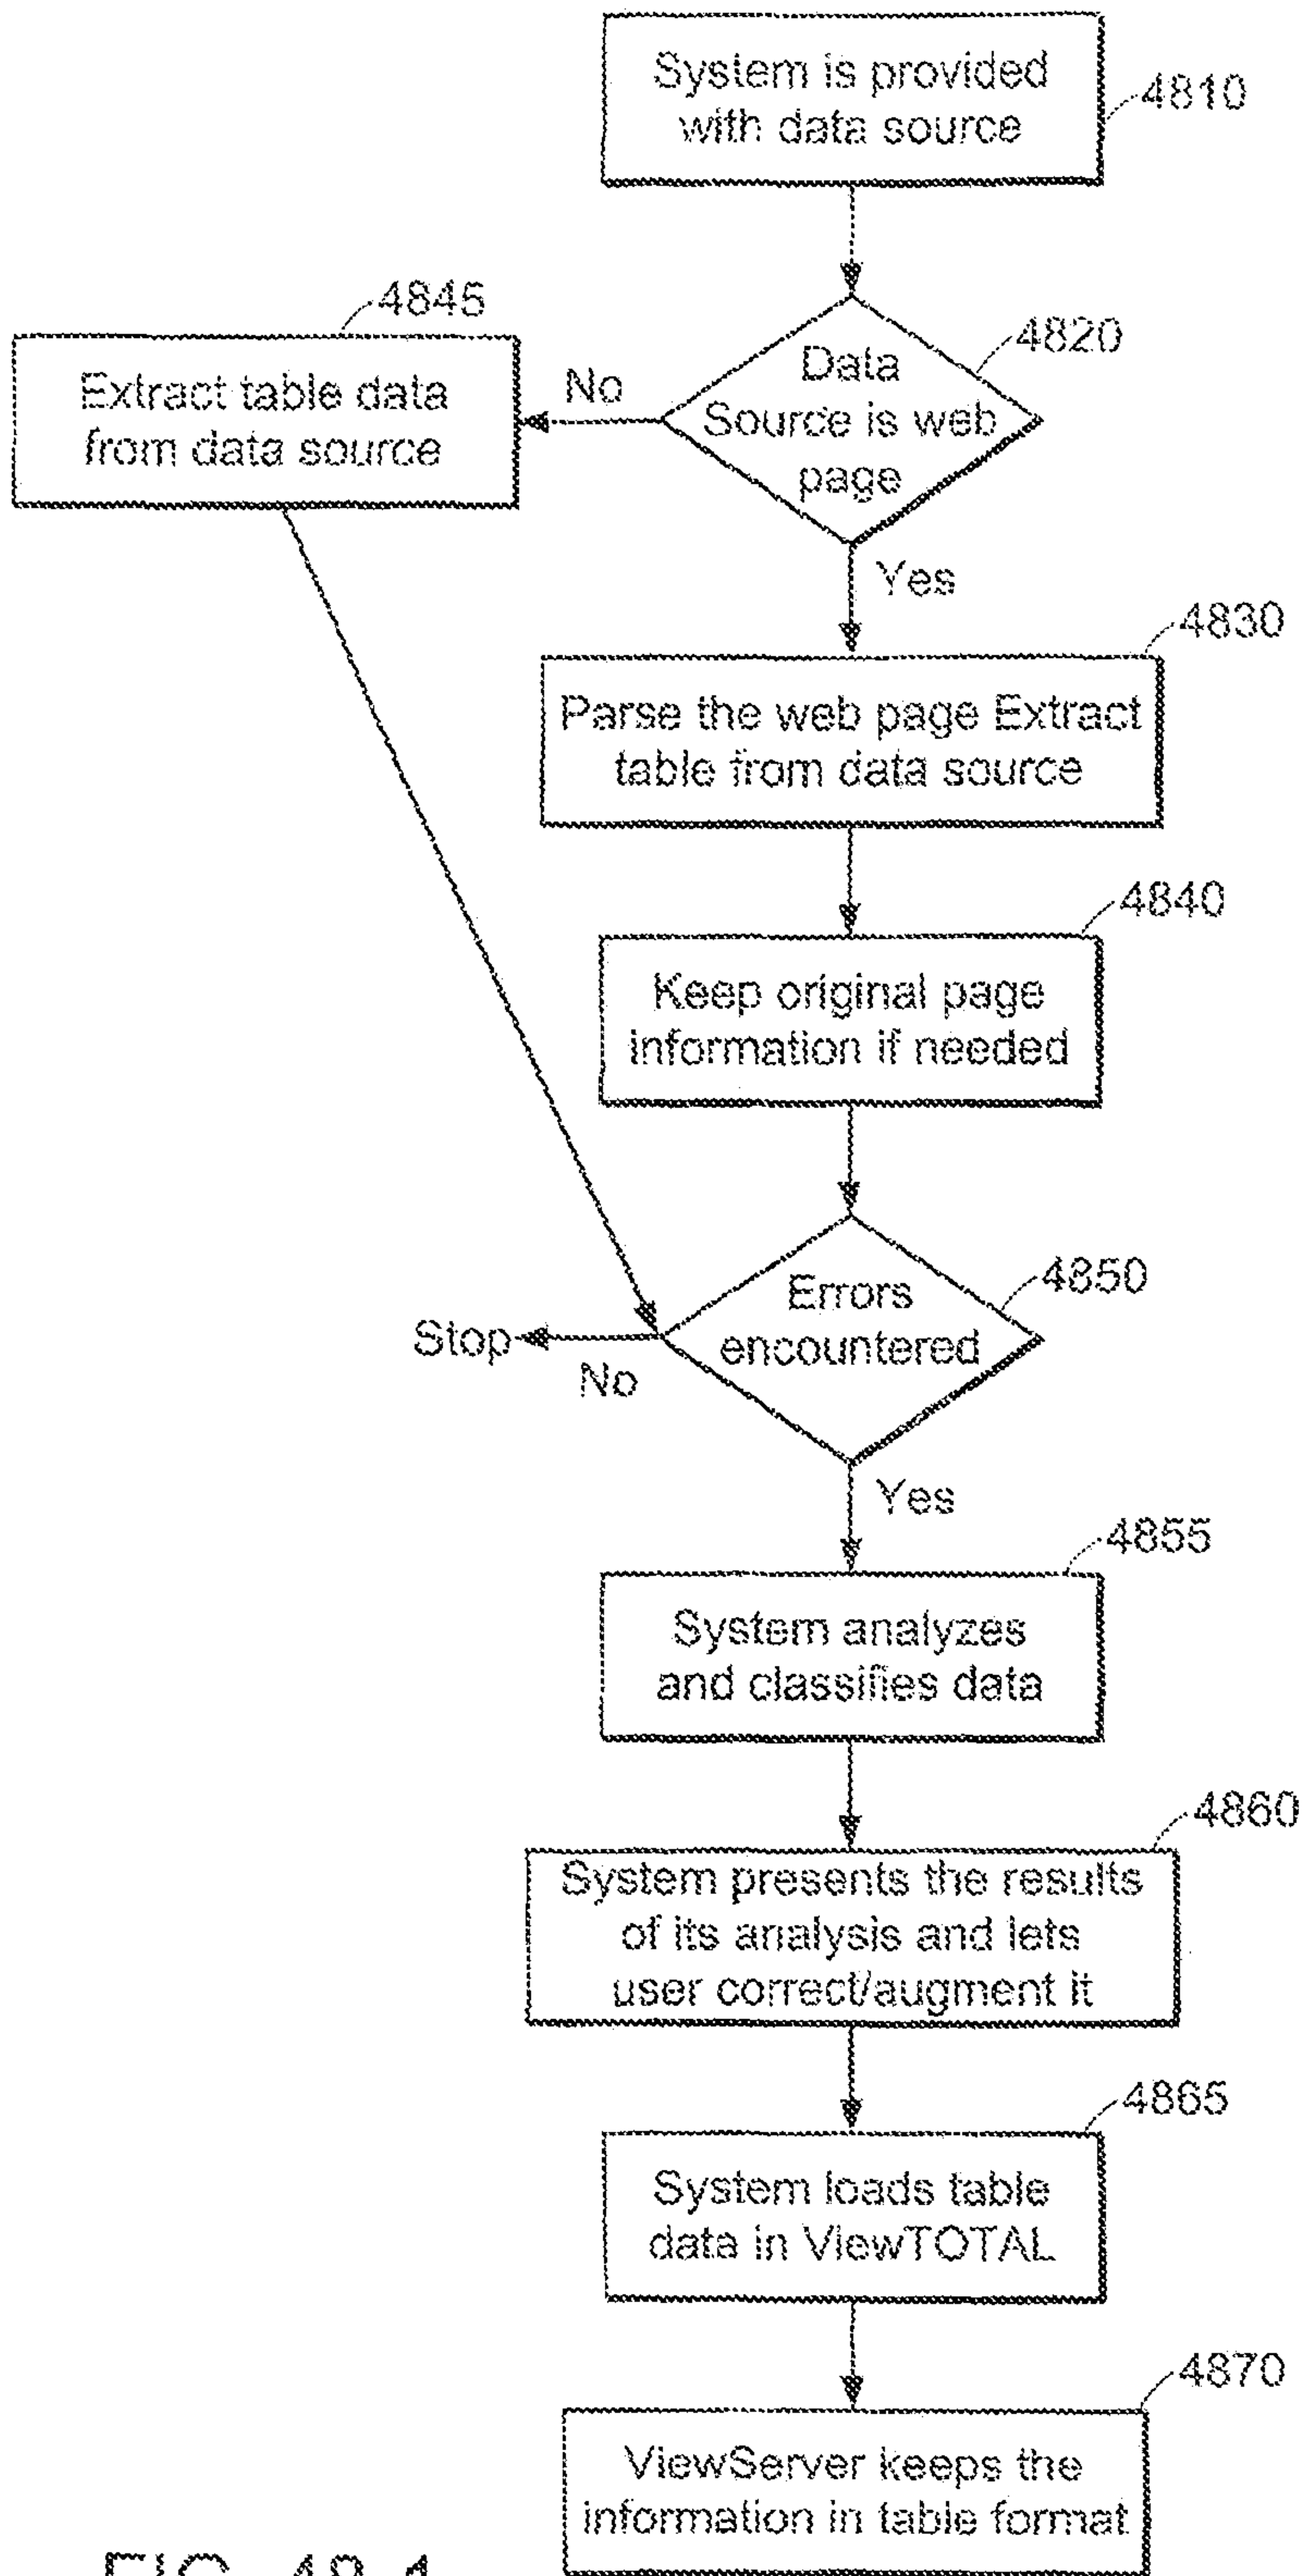 System is provided
with data source
4810
4845
Extract table data
from data source
No
Data
Source is web
page
4820
Yes
4830
Parse the web page Extract
table from data source
4840
Keep original page
information if needed
Errors
encountered
4850
Stop
No
Yes
4855
System analyzes
and classifies data
4860
System presents the results
of its analysis and lets
user correct/augment it
4865
System loads table
data in ViewTOTAL
4870
ViewServer keeps the
information in table format
FIG. 48.1